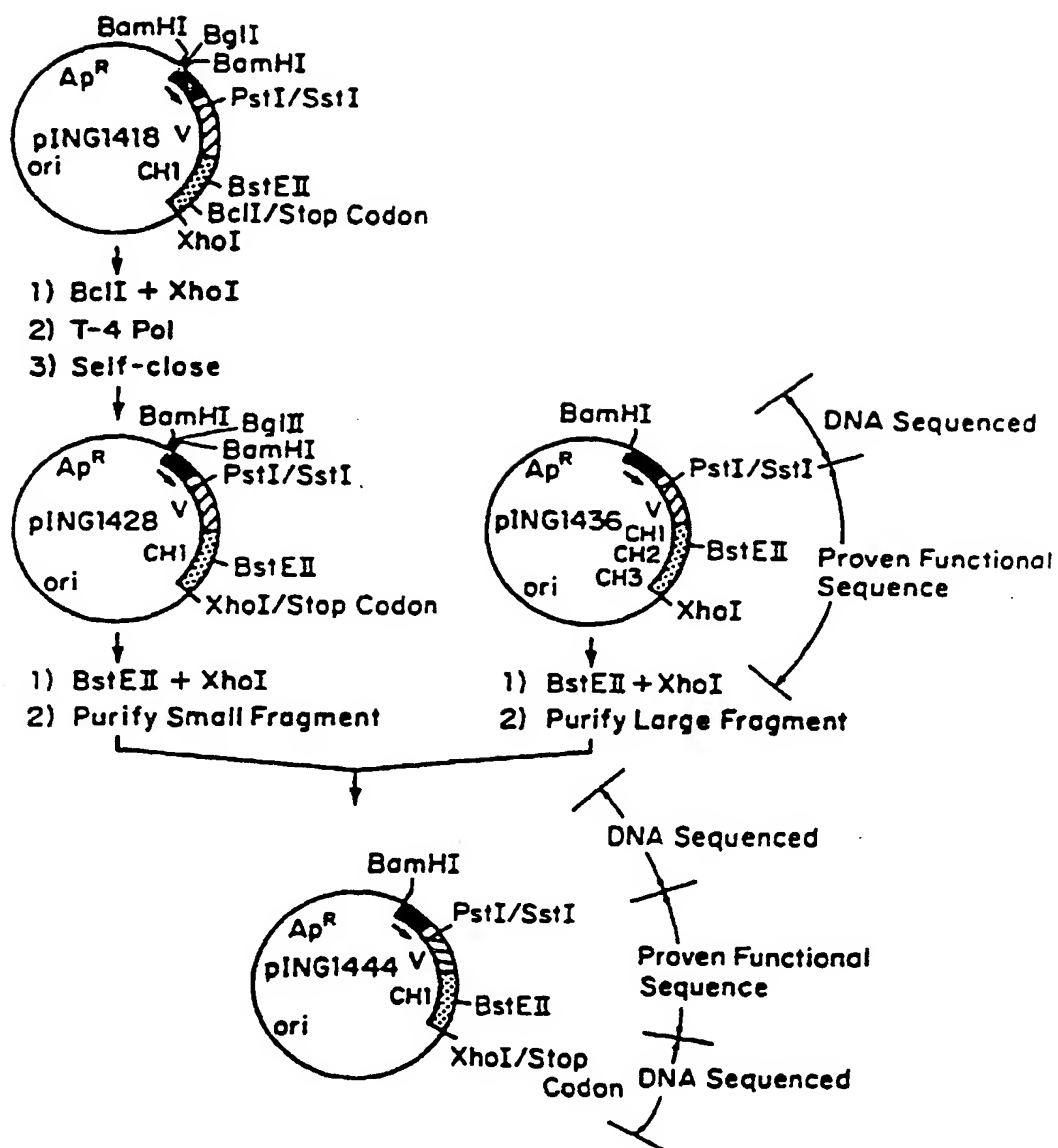 BamHI
BglI
BamHI
Ap^R
PstI/SstI
pING1418
V
ori
CH1
BstEII
BclI/Stop Codon
XhoI
1) BclI + XhoI
2) T-4 Pol
3) Self-close
BamHI
BglII
BamHI
Ap^R
PstI/SstI
V
pING1428
CH1
BstEII
ori
XhoI/Stop Codon
1) BstEII + XhoI
2) Purify Small Fragment
BamHI
DNA Sequenced
Ap^R
PstI/SstI
V
pING1436
CH1
CH2
BstEII
CH3
ori
XhoI
Proven Functional
Sequence
1) BstEII + XhoI
2) Purify Large Fragment
DNA Sequenced
BamHI
Ap^R
PstI/SstI
pING1444
V
CH1
BstEII
ori
XhoI/Stop
Codon
Proven Functional
Sequence
DNA Sequenced